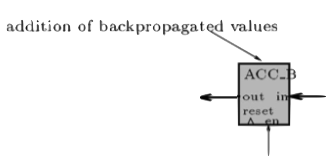 addition of backpropagated values
ACC_B
out in
reset
en